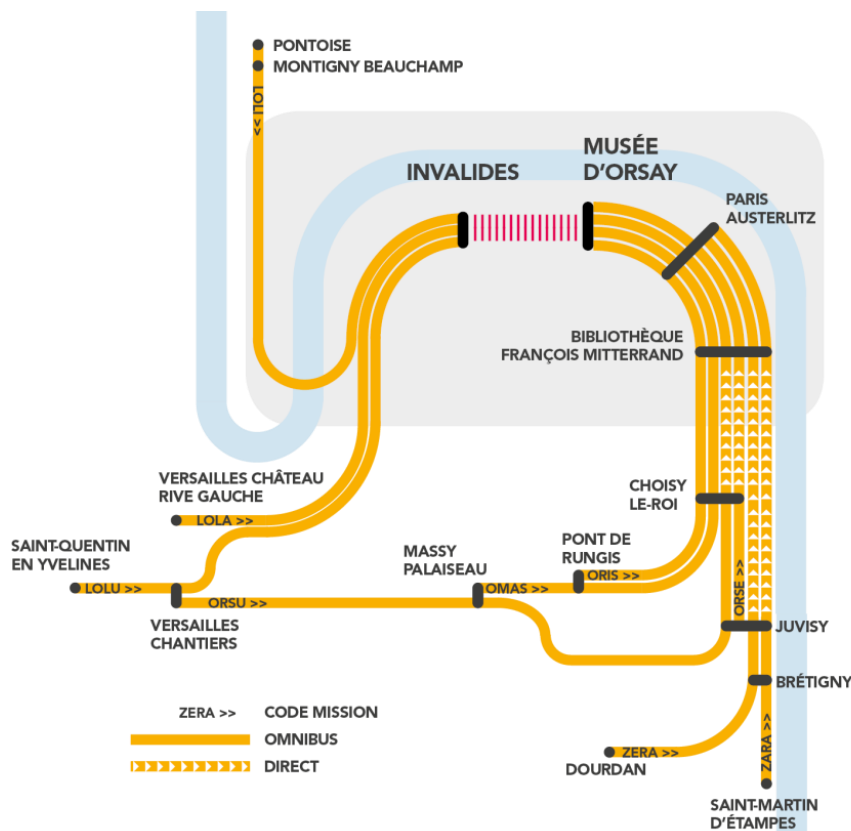 PONTOISE
MONTIGNY BEAUCHAMP
LOLI >>
INVALIDES
MUSÉE
D'ORSAY
PARIS
AUSTERLITZ
BIBLIOTHÈQUE
FRANÇOIS MITTERRAND
VERSAILLES CHÂTEAU
RIVE GAUCHE
LOLA >>
CHOISY
LE-ROI
SAINT-QUENTIN
EN YVELINES
LOLU >>
VERSAILLES
CHANTIERS
ORSU >>
MASSY
PALAISEAU
OMAS >>
PONT DE
RUNGIS
ORIS >>
ORSE >>
JUVISY
BRÉTIGNY
ZERA >>
DOURDAN
ZARA >>
SAINT-MARTIN
D'ÉTAMPES
ZERA >> CODE MISSION
OMNIBUS
DIRECT